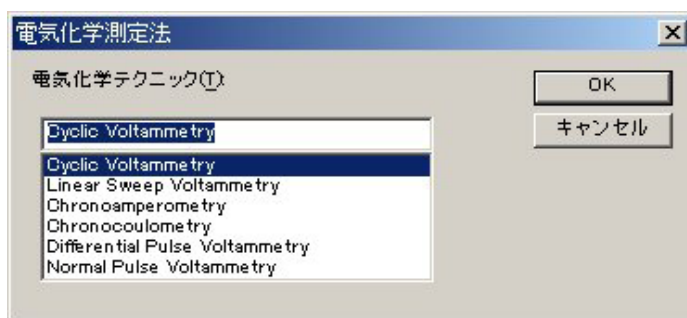 電気化学測定法
電気化学テクニック(T):
OK
キャンセル
Cyclic Voltammetry
Cyclic Voltammetry
Linear Sweep Voltammetry
Chronoamperometry
Chronocoulometry
Differential Pulse Voltammetry
Normal Pulse Voltammetry